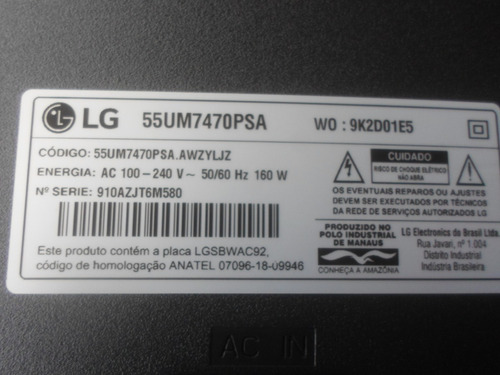 LG 55UM7470PSA WO : 9K2D01E5
CÓDIGO: 55UM7470PSA.AWZYLJZ
ENERGIA: AC 100-240 V~ 50/60 Hz 160 W
Nº SERIE: 910AZJT6M580
CUIDADO
RISCO DE CHOQUE ELÉTRICO
NÃO ABRA
OS EVENTUAIS REPAROS OU AJUSTES
DEVEM SER EXECUTADOS POR TÉCNICOS
DA REDE DE SERVIÇOS AUTORIZADOS LG
Este produto contém a placa LGSBWAC92,
código de homologação ANATEL 07096-18-09946
PRODUZIDO NO
POLO INDUSTRIAL
DE MANAUS
CONHEÇA A AMAZÔNIA
LG Electronics do Brasil Ltda.
Rua Javari, nº 1.004
Distrito Industrial
Indústria Brasileira
AC IN